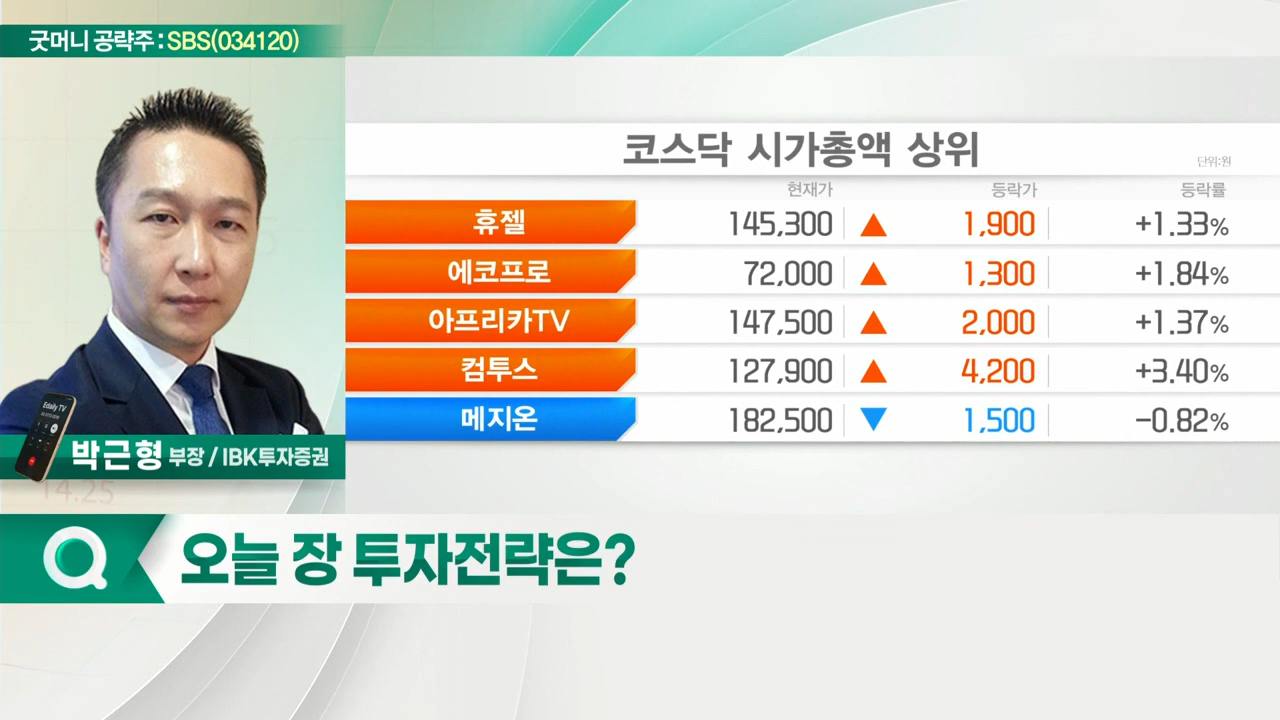 굿머니 공략주 : SBS(034120)
코스닥 시가총액 상위
단위:원
현재가 등락가 등락률
휴젤 145,300 ▲ 1,900 +1.33%
에코프로 72,000 ▲ 1,300 +1.84%
아프리카TV 147,500 ▲ 2,000 +1.37%
컴투스 127,900 ▲ 4,200 +3.40%
메지온 182,500 ▼ 1,500 -0.82%
Edaily TV
박근형 부장 / IBK투자증권
14.25
Q 오늘 장 투자전략은?